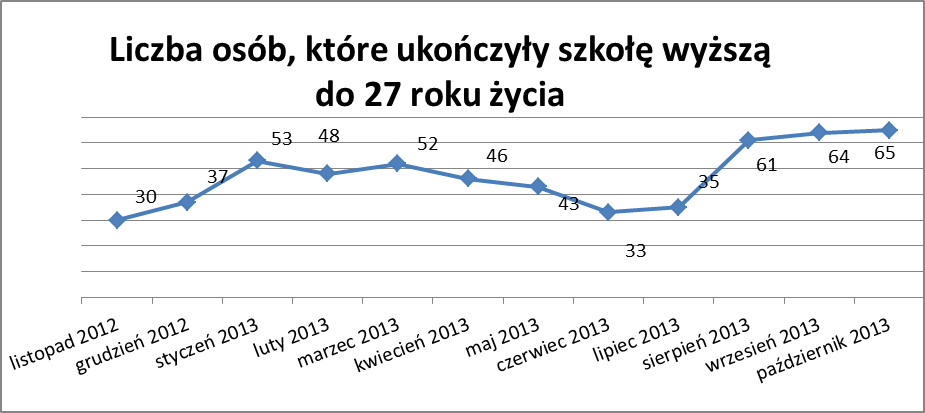 Liczba osób, które ukończyły szkołę wyższą
do 27 roku życia
30
37
53
48
52
46
43
33
35
61
64
65
listopad 2012
grudzień 2012
styczeń 2013
luty 2013
marzec 2013
kwiecień 2013
maj 2013
czerwiec 2013
lipiec 2013
sierpień 2013
wrzesień 2013
październik 2013